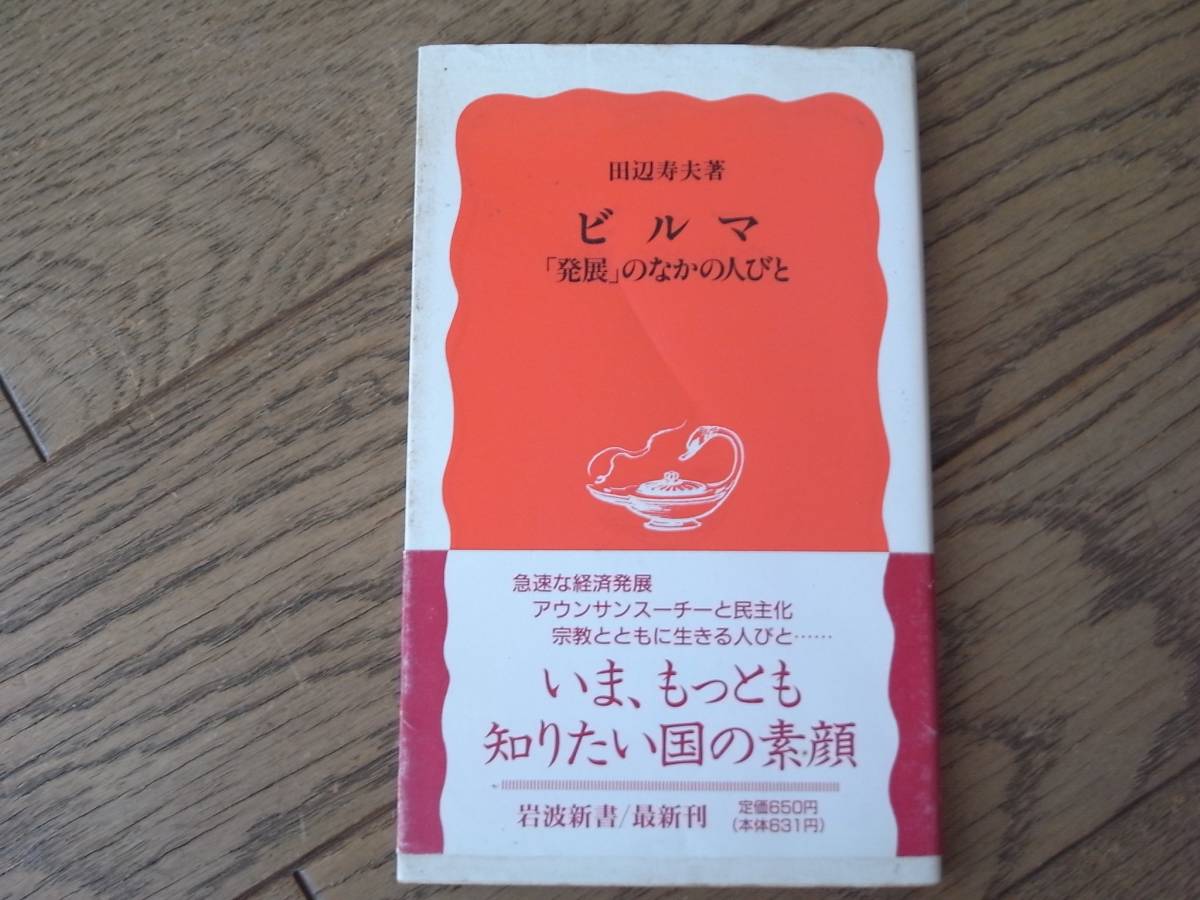 田辺寿夫著
ビルマ
「発展」のなかの人びと
急速な経済発展
アウンサンスーチーと民主化
宗教とともに生きる人びと……
いま、もっとも
知りたい国の素顔
岩波新書/最新刊
定価650円
(本体631円)